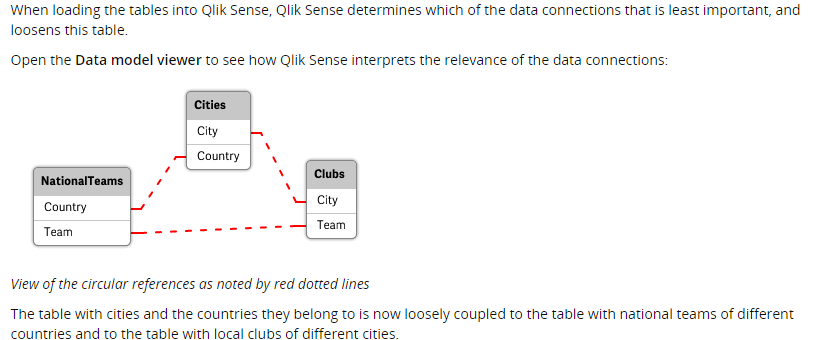 When loading the tables into Qlik Sense, Qlik Sense determines which of the data connections that is least important, and
loosens this table.
Open the Data model viewer to see how Qlik Sense interprets the relevance of the data connections:
Cities
City
Country
NationalTeams
Country
Team
Clubs
City
Team
View of the circular references as noted by red dotted lines
The table with cities and the countries they belong to is now loosely coupled to the table with national teams of different
countries and to the table with local clubs of different cities.